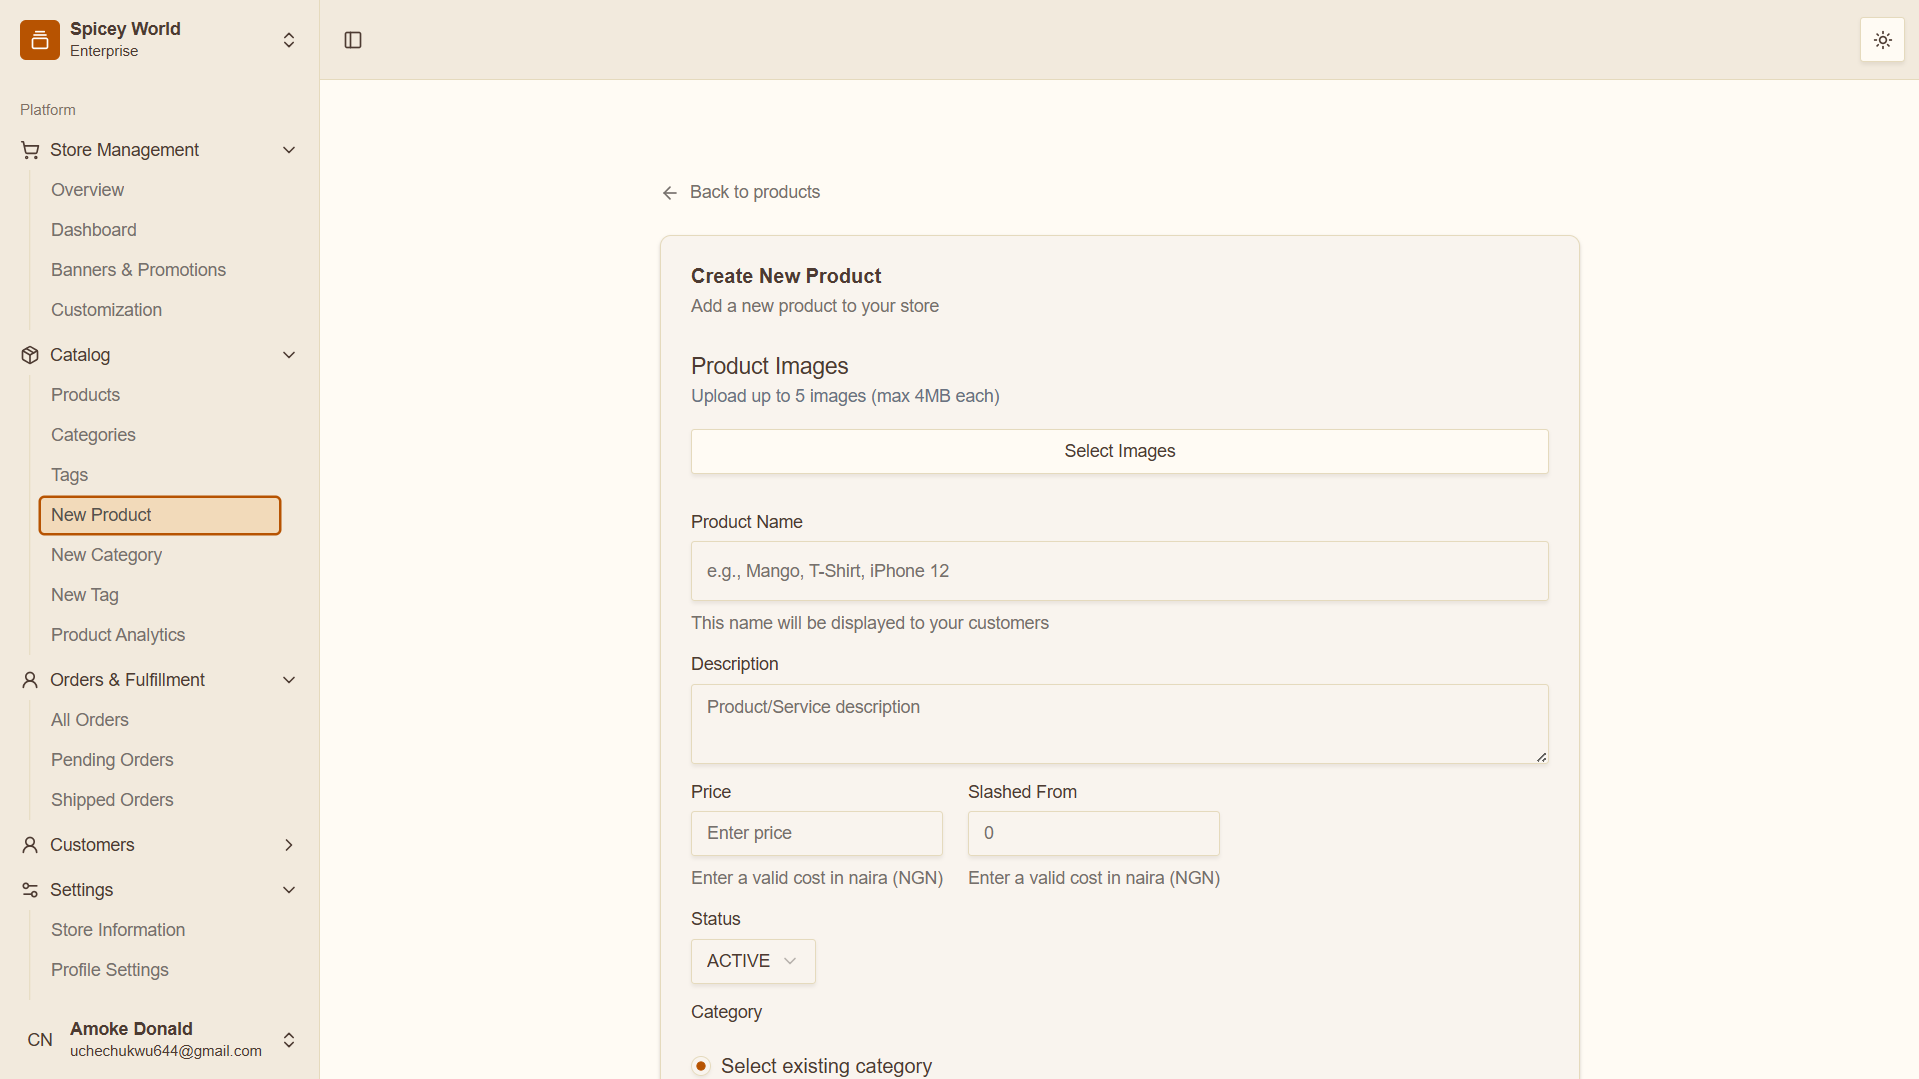 Spicey World
Enterprise
Platform
Store Management
Overview
Dashboard
Banners & Promotions
Customization
Catalog
Products
Categories
Tags
New Product
New Category
New Tag
Product Analytics
Orders & Fulfillment
All Orders
Pending Orders
Shipped Orders
Customers
Settings
Store Information
Profile Settings
CN
Amoke Donald
uchechukwu644@gmail.com
Back to products
Create New Product
Add a new product to your store
Product Images
Upload up to 5 images (max 4MB each)
Select Images
Product Name
e.g., Mango, T-Shirt, iPhone 12
This name will be displayed to your customers
Description
Product/Service description
Price
Slashed From
Enter price
0
Enter a valid cost in naira (NGN)
Enter a valid cost in naira (NGN)
Status
ACTIVE
Category
Select existing category